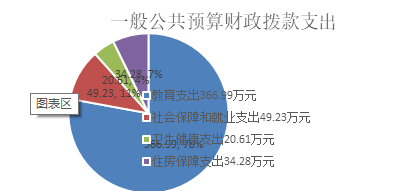 一般公共预算财政拨款支出
34.28, 7%
20.61, 4%
49.23, 11%
图表区
366.99, 78%
教育支出366.99万元
社会保障和就业支出49.23万元
卫生健康支出20.61万元
住房保障支出34.28万元